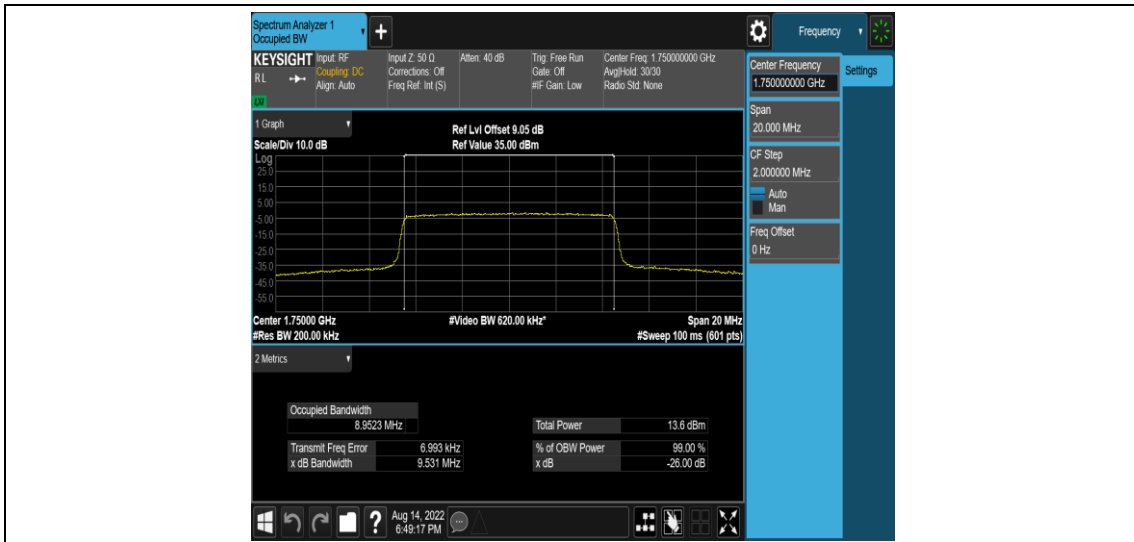 Spectrum Analyzer 1
Occupied BW
+
Frequency
KEYSIGHT
RL
LXI
Input: RF
Coupling: DC
Align: Auto
Input Z: 50 Ω
Corrections: Off
Freq Ref: Int (S)
Atten: 40 dB
Trig: Free Run
Gate: Off
#IF Gain: Low
Center Freq: 1.750000000 GHz
Avg|Hold: 30/30
Radio Std: None
Center Frequency
1.750000000 GHz
Settings
Span
20.000 MHz
CF Step
2.000000 MHz
Auto
Man
Freq Offset
0 Hz
1 Graph
Scale/Div 10.0 dB
Ref Lvl Offset 9.05 dB
Ref Value 35.00 dBm
Log
25.0
15.0
5.00
-5.00
-15.0
-25.0
-35.0
-45.0
-55.0
Center 1.75000 GHz
#Video BW 620.00 kHz*
Span 20 MHz
#Res BW 200.00 kHz
#Sweep 100 ms (601 pts)
2 Metrics
Occupied Bandwidth
8.9523 MHz
Total Power 13.6 dBm
Transmit Freq Error 6.993 kHz
% of OBW Power 99.00 %
x dB Bandwidth 9.531 MHz
x dB -26.00 dB
?
Aug 14, 2022
6:49:17 PM